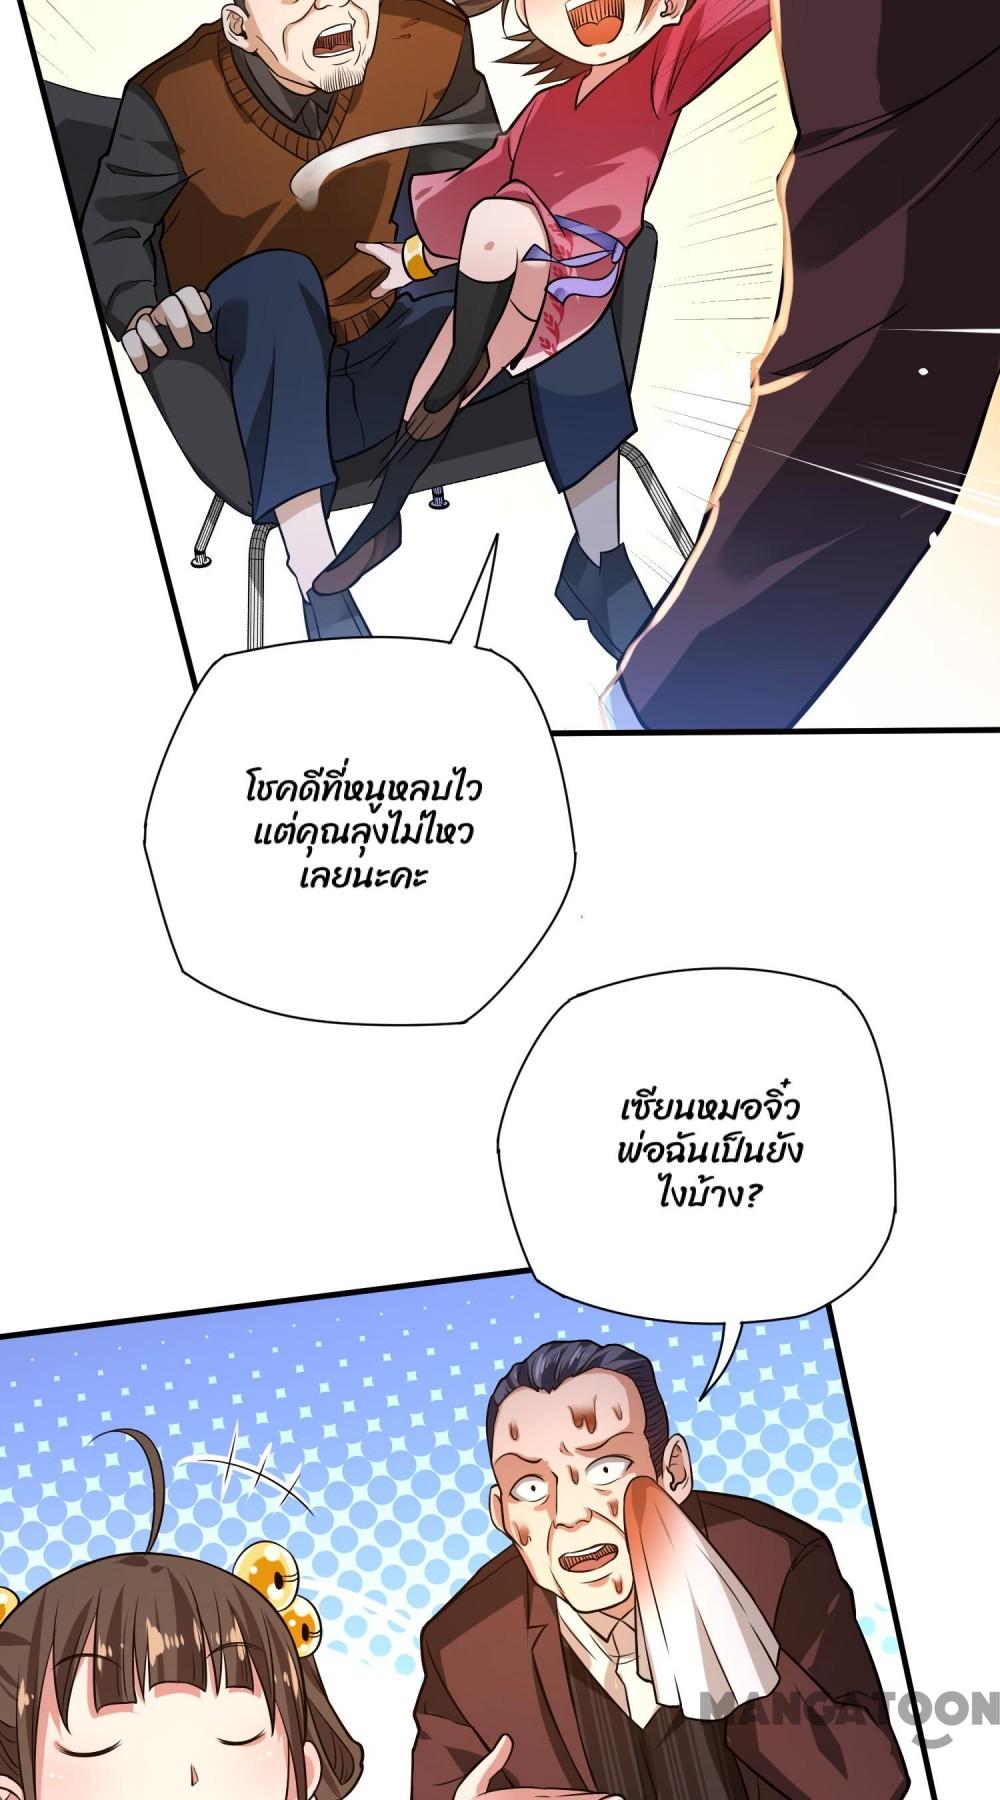 โชคดีที่หนูหลบไว
แต่คุณลุงไม่ไหว
เลยนะคะ
เซียนหมอจิ๋ว
พ่อฉันเป็นยัง
ไงบ้าง?
MANGATOON